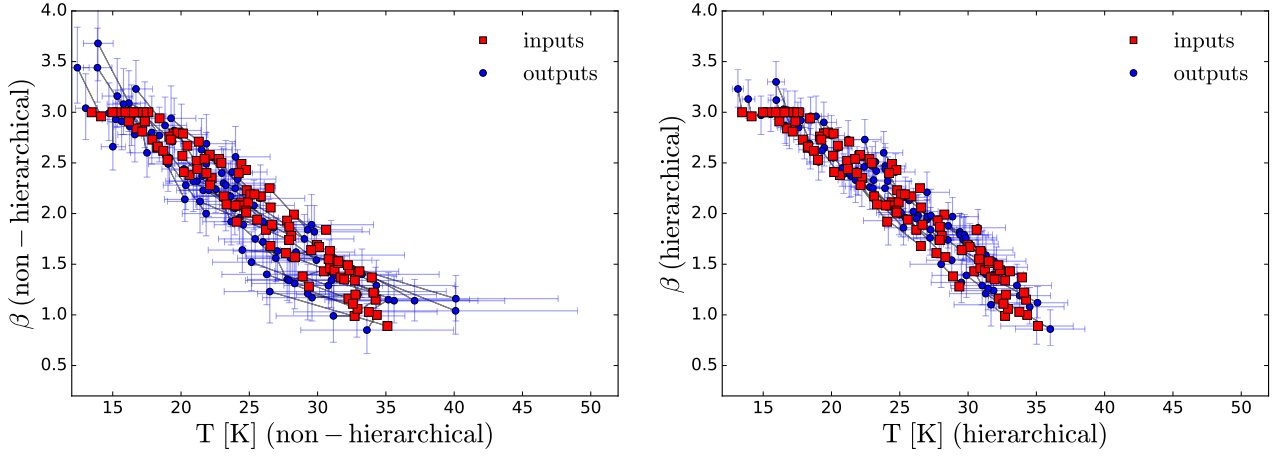 4.0
3.5
3.0
2.5
2.0
1.5
1.0
0.5
15 20 25 30 35 40 45 50
β (non − hierarchical)
T [K] (non − hierarchical)
inputs
outputs
4.0
3.5
3.0
2.5
2.0
1.5
1.0
0.5
15 20 25 30 35 40 45 50
β (hierarchical)
T [K] (hierarchical)
inputs
outputs